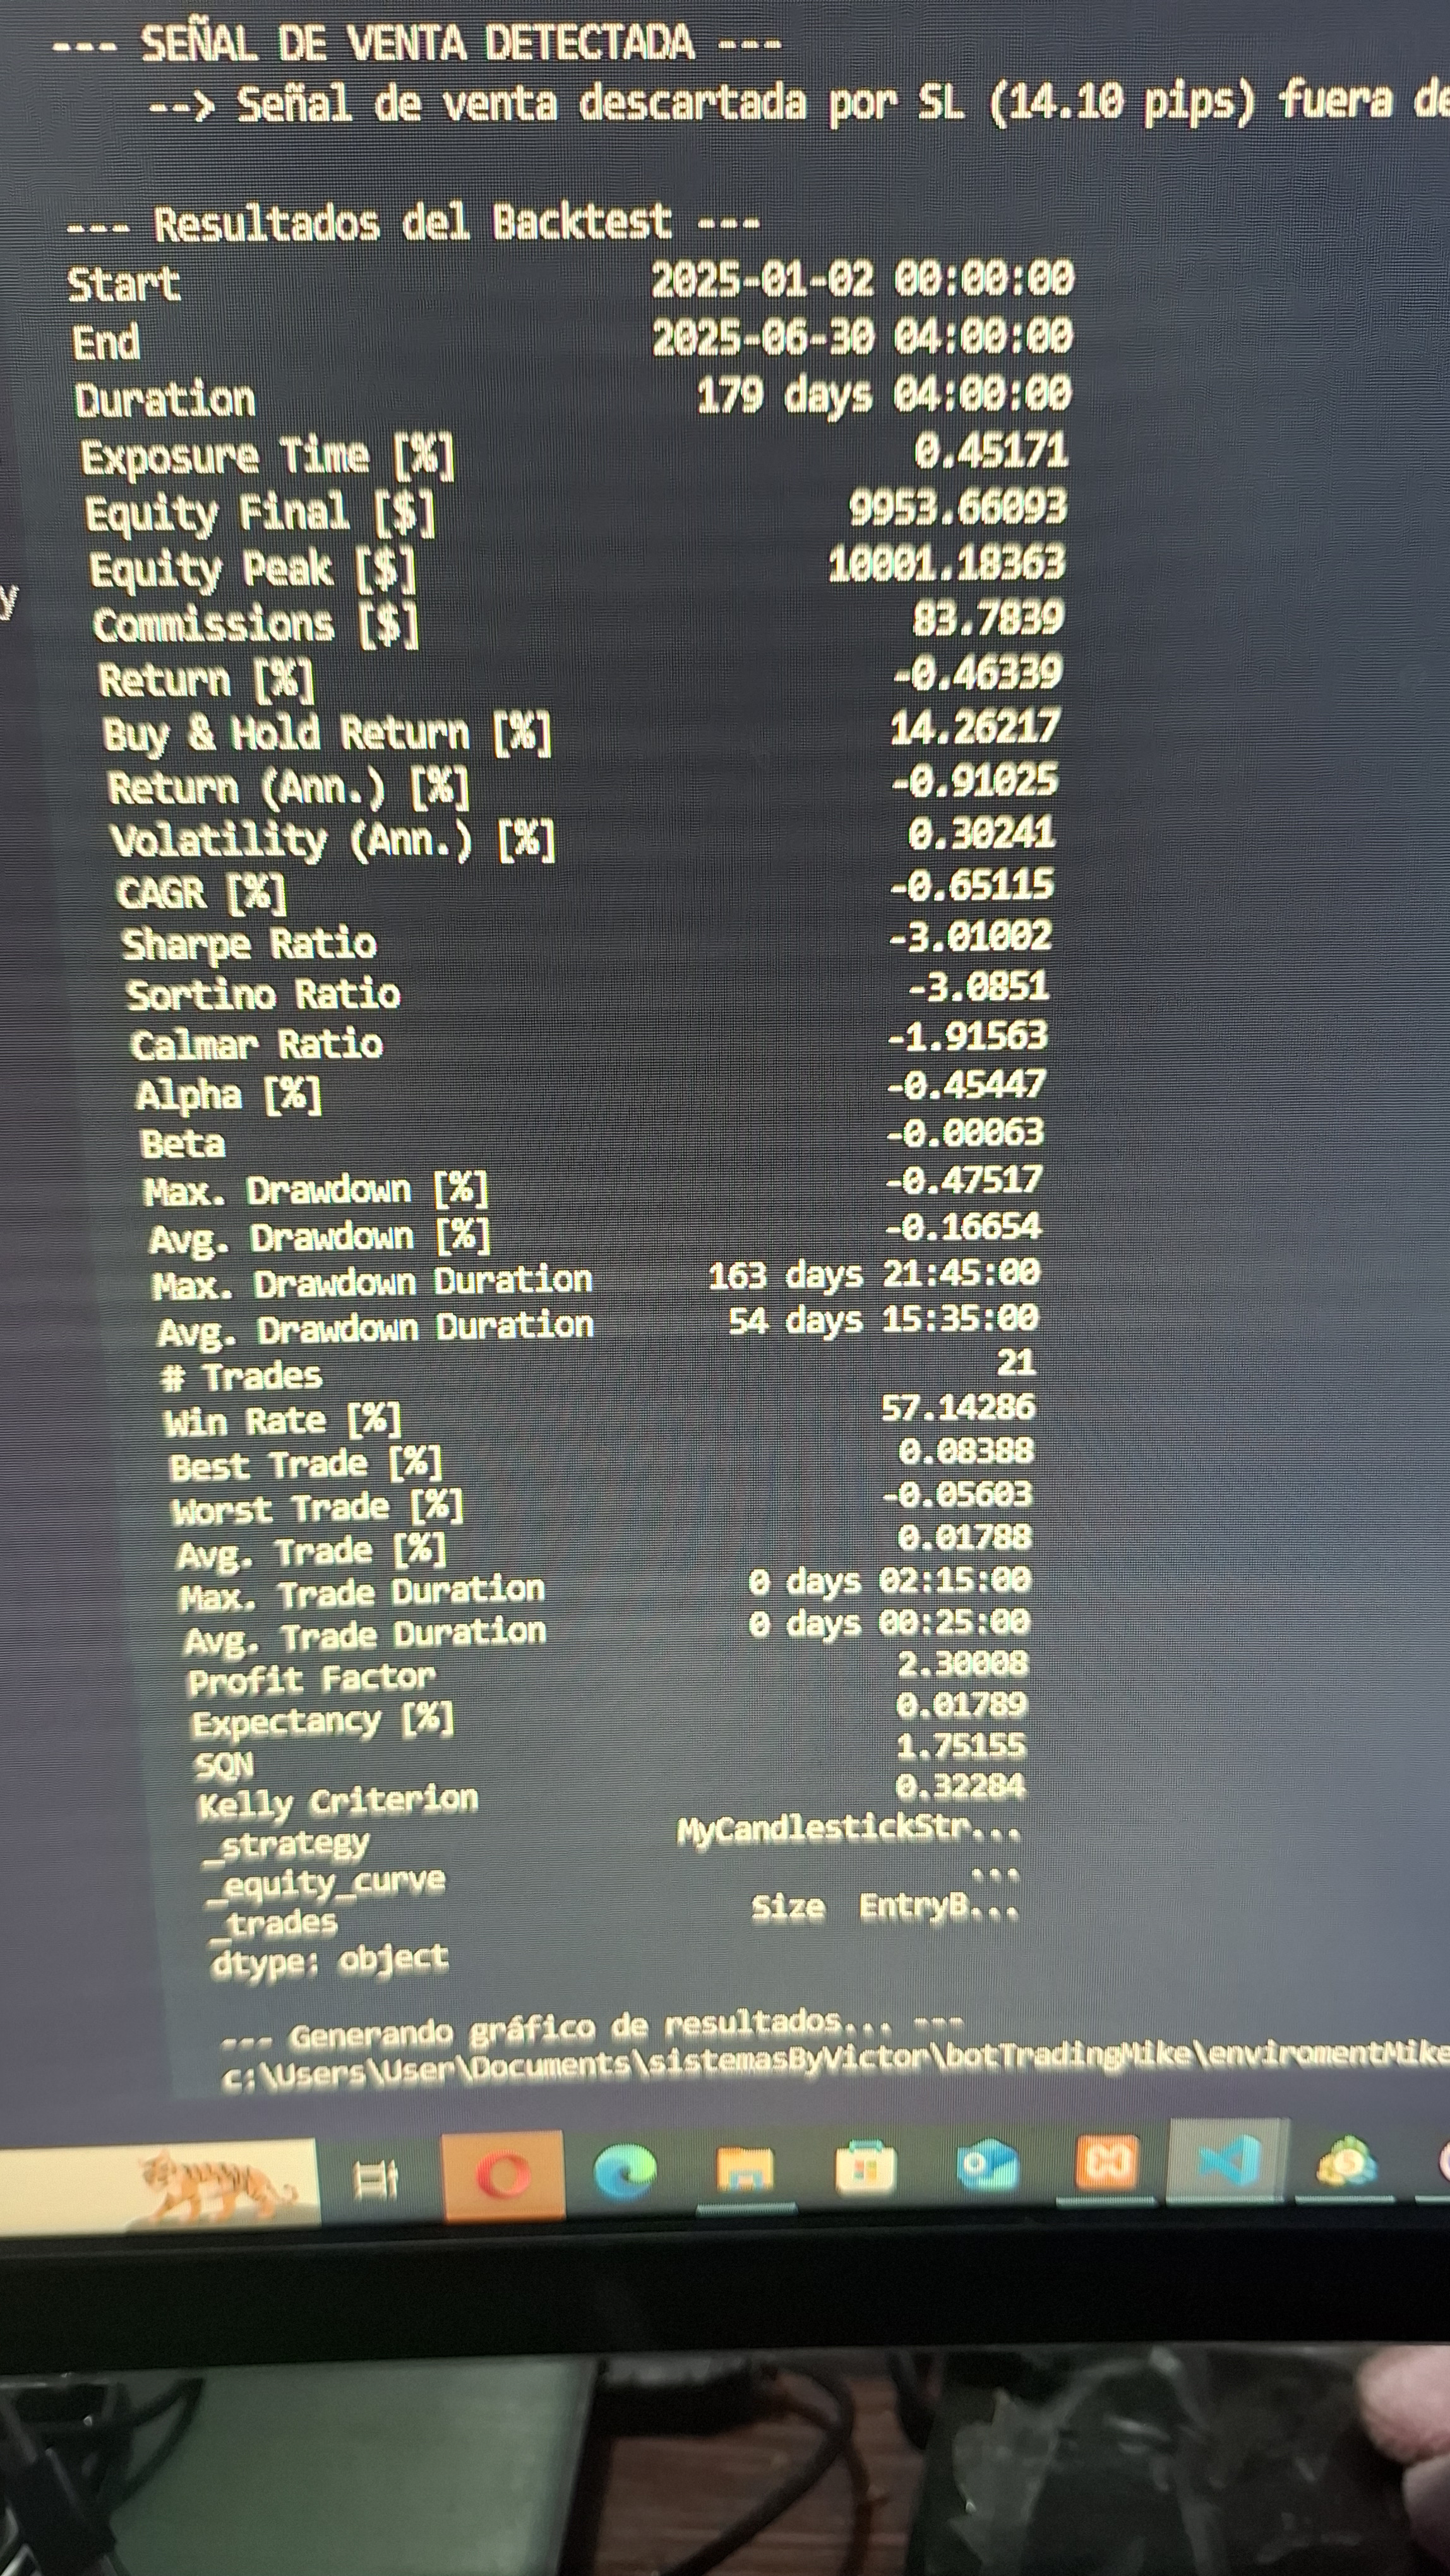 --- SEÑAL DE VENTA DETECTADA ---
--> Señal de venta descartada por SL (14.10 pips) fuera de
--- Resultados del Backtest ---
Start 2025-01-02 00:00:00
End 2025-06-30 04:00:00
Duration 179 days 04:00:00
Exposure Time [%] 0.45171
Equity Final [$] 9953.66093
Equity Peak [$] 10001.18363
Commissions [$] 83.7839
Return [%] -0.46339
Buy & Hold Return [%] 14.26217
Return (Ann.) [%] -0.91025
Volatility (Ann.) [%] 0.30241
CAGR [%] -0.65115
Sharpe Ratio -3.01002
Sortino Ratio -3.0851
Calmar Ratio -1.91563
Alpha [%] -0.45447
Beta -0.00063
Max. Drawdown [%] -0.47517
Avg. Drawdown [%] -0.16654
Max. Drawdown Duration 163 days 21:45:00
Avg. Drawdown Duration 54 days 15:35:00
# Trades 21
Win Rate [%] 57.14286
Best Trade [%] 0.08388
Worst Trade [%] -0.05603
Avg. Trade [%] 0.01788
Max. Trade Duration 0 days 02:15:00
Avg. Trade Duration 0 days 00:25:00
Profit Factor 2.30008
Expectancy [%] 0.01789
SQN 1.75155
Kelly Criterion 0.32284
_strategy MyCandlestickStr...
_equity_curve ...
_trades Size EntryB...
dtype: object
--- Generando gráfico de resultados... ---
c:\Users\User\Documents\sistemasByVictor\botTradingMike\enviromentMike